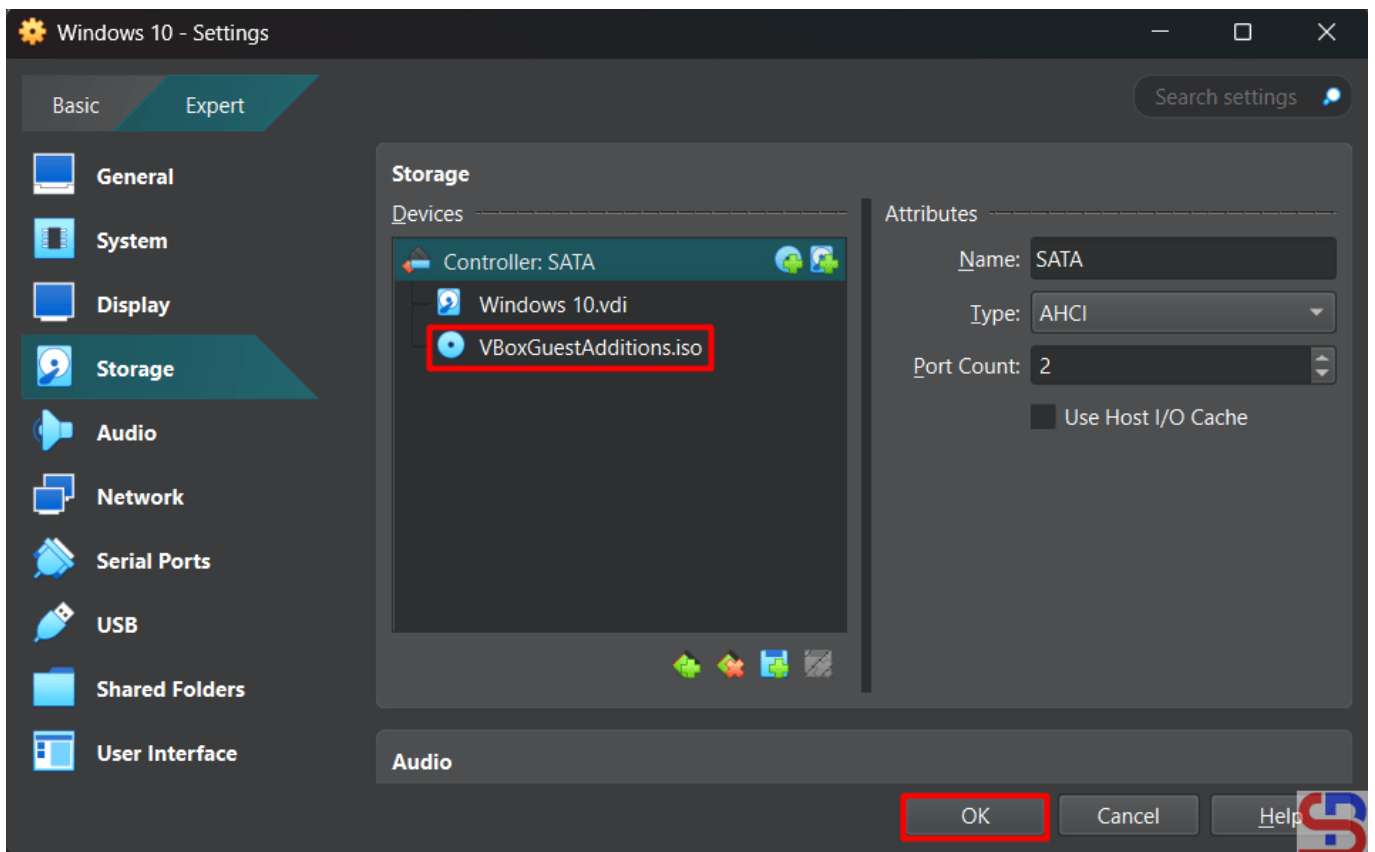 Windows 10 - Settings
Basic
Expert
Search settings
General
System
Display
Storage
Audio
Network
Serial Ports
USB
Shared Folders
User Interface
Storage
Devices
Controller: SATA
Windows 10.vdi
VBoxGuestAdditions.iso
Attributes
Name: SATA
Type: AHCI
Port Count: 2
Use Host I/O Cache
Audio
OK
Cancel
Help